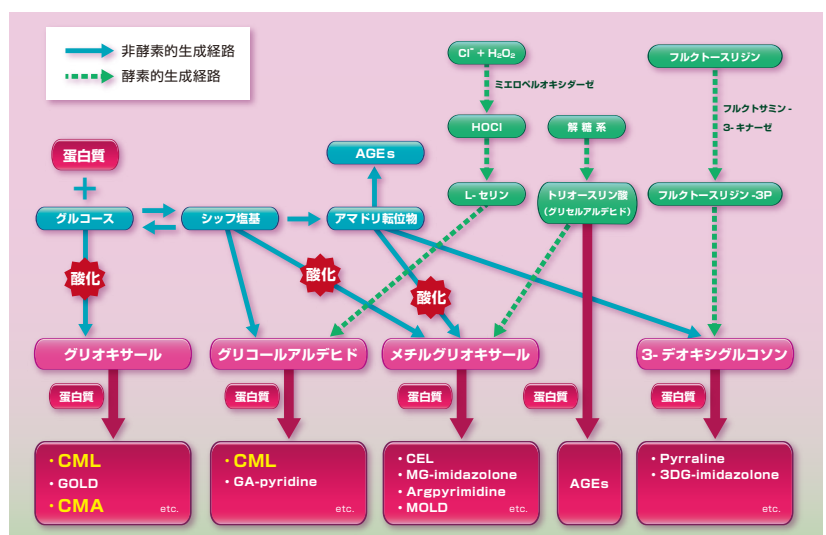 非酵素的生成経路
酵素的生成経路
Cl⁻ + H₂O₂
ミエロペルオキシダーゼ
フルクトースリジン
フルクトサミン -
3- キナーゼ
HOCl
解 糖 系
蛋白質
+
AGEs
L- セリン
トリオースリン酸
(グリセルアルデヒド)
フルクトースリジン -3P
グルコース
シッフ塩基
アマドリ転位物
酸化
酸化
酸化
グリオキサール
グリコールアルデヒド
メチルグリオキサール
3- デオキシグルコソン
蛋白質
蛋白質
蛋白質
蛋白質
蛋白質
・CML
・GOLD
・CMA
etc.
・CML
・GA-pyridine
etc.
・CEL
・MG-imidazolone
・Argpyrimidine
・MOLD
etc.
AGEs
・Pyrraline
・3DG-imidazolone
etc.